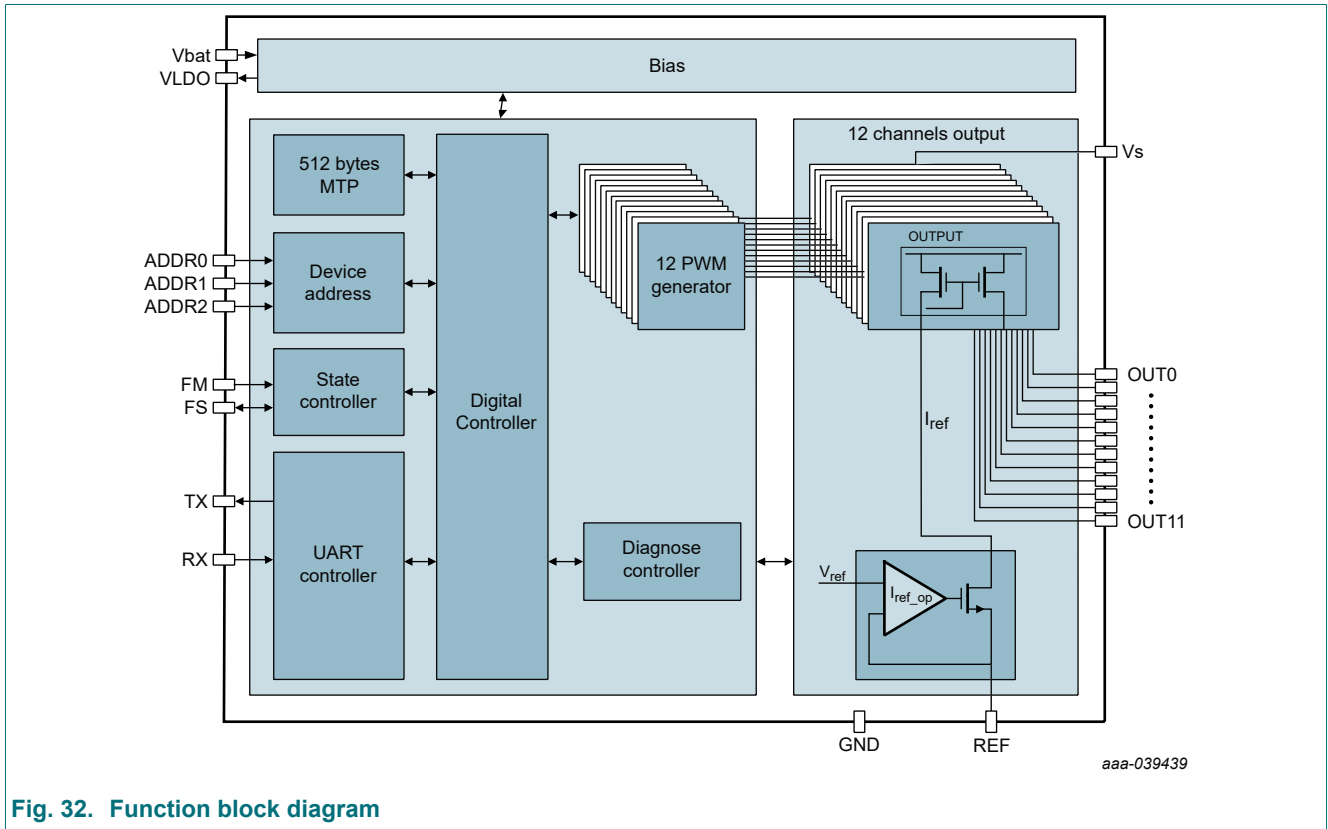 Vbat
VLDO
Bias
512 bytes
MTP
ADDR0
ADDR1
ADDR2
Device
address
FM
FS
State
controller
TX
RX
UART
controller
Digital
Controller
12 PWM
generator
Diagnose
controller
12 channels output
Vs
OUTPUT
OUT0
OUT11
Iref
Vref
Iref_op
GND
REF
aaa-039439
Fig. 32. Function block diagram